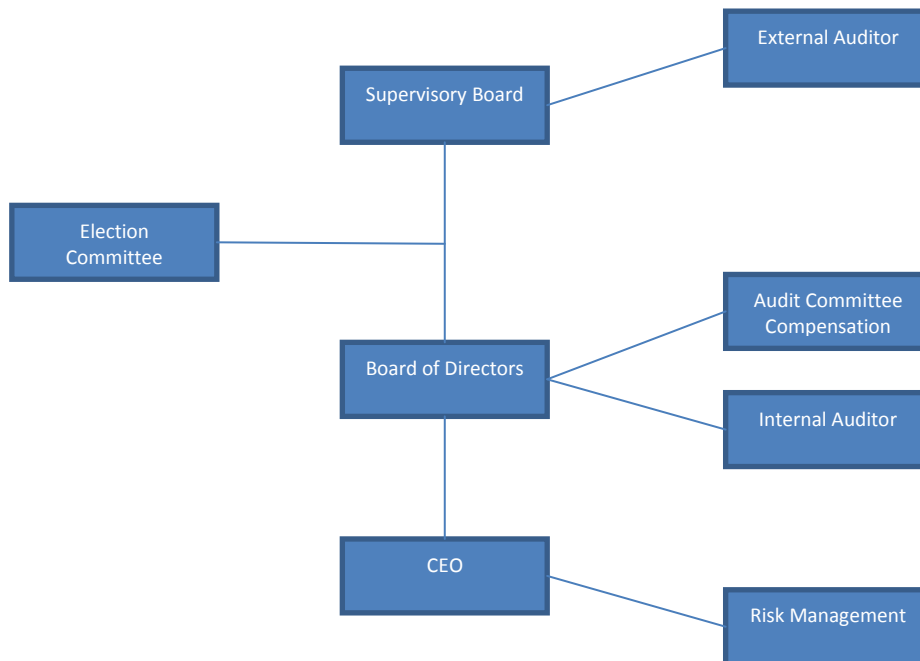 External Auditor
Supervisory Board
Election
Committee
Audit Committee
Compensation
Board of Directors
Internal Auditor
CEO
Risk Management